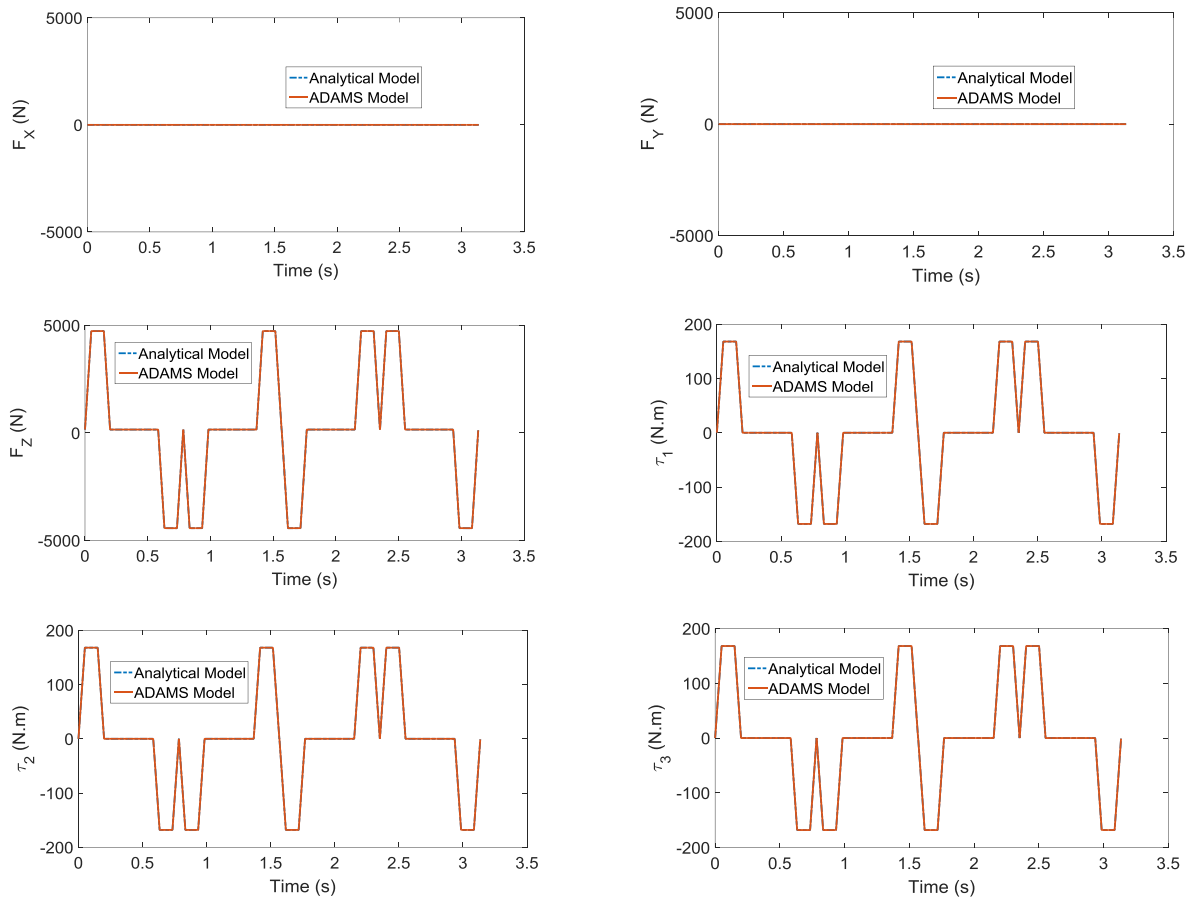 5000
0
-5000
F_X (N)
Analytical Model
ADAMS Model
0 0.5 1 1.5 2 2.5 3 3.5
Time (s)
5000
0
-5000
F_Y (N)
Analytical Model
ADAMS Model
0 0.5 1 1.5 2 2.5 3 3.5
Time (s)
5000
0
-5000
F_Z (N)
Analytical Model
ADAMS Model
0 0.5 1 1.5 2 2.5 3 3.5
Time (s)
200
100
0
-100
-200
τ_1 (N.m)
Analytical Model
ADAMS Model
0 0.5 1 1.5 2 2.5 3 3.5
Time (s)
200
100
0
-100
-200
τ_2 (N.m)
Analytical Model
ADAMS Model
0 0.5 1 1.5 2 2.5 3 3.5
Time (s)
200
100
0
-100
-200
τ_3 (N.m)
Analytical Model
ADAMS Model
0 0.5 1 1.5 2 2.5 3 3.5
Time (s)